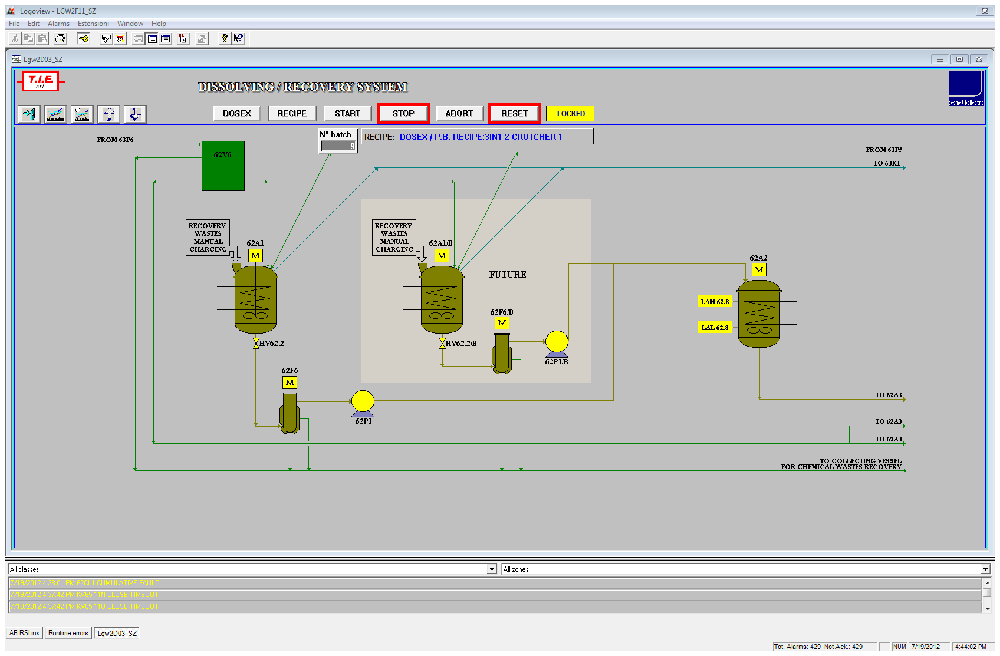 Logoview - LGW2F11_SZ
File Edit Alarms Estensioni Window Help
Lgw2D03_SZ
T.I.E.
s.r.l.
DISSOLVING / RECOVERY SYSTEM
desmet ballestra
DOSEX RECIPE START STOP ABORT RESET LOCKED
N° batch
9
RECIPE: DOSEX / P.B. RECIPE:3IN1-2 CRUTCHER 1
FROM 63P6
62V6
FROM 63P5
TO 63K1
RECOVERY
WASTES
MANUAL
CHARGING
62A1
M
RECOVERY
WASTES
MANUAL
CHARGING
62A1/B
M
FUTURE
62A2
M
LAH 62.8
LAL 62.8
62F6/B
M
HV62.2
HV62.2/B
62P1/B
62F6
M
62P1
TO 62A3
TO 62A3
TO 62A3
TO COLLECTING VESSEL
FOR CHEMICAL WASTES RECOVERY
All classes
All zones
7/19/2012 4:38:01 PM 62CL1 CUMULATIVE FAULT
7/19/2012 4:37:42 PM KV65.11N CLOSE TIMEOUT
7/19/2012 4:37:42 PM KV65.11O CLOSE TIMEOUT
AB RSLinx Runtime errors Lgw2D03_SZ
Tot. Alarms: 429 Not Ack.: 429 NUM 7/19/2012 4:44:02 PM